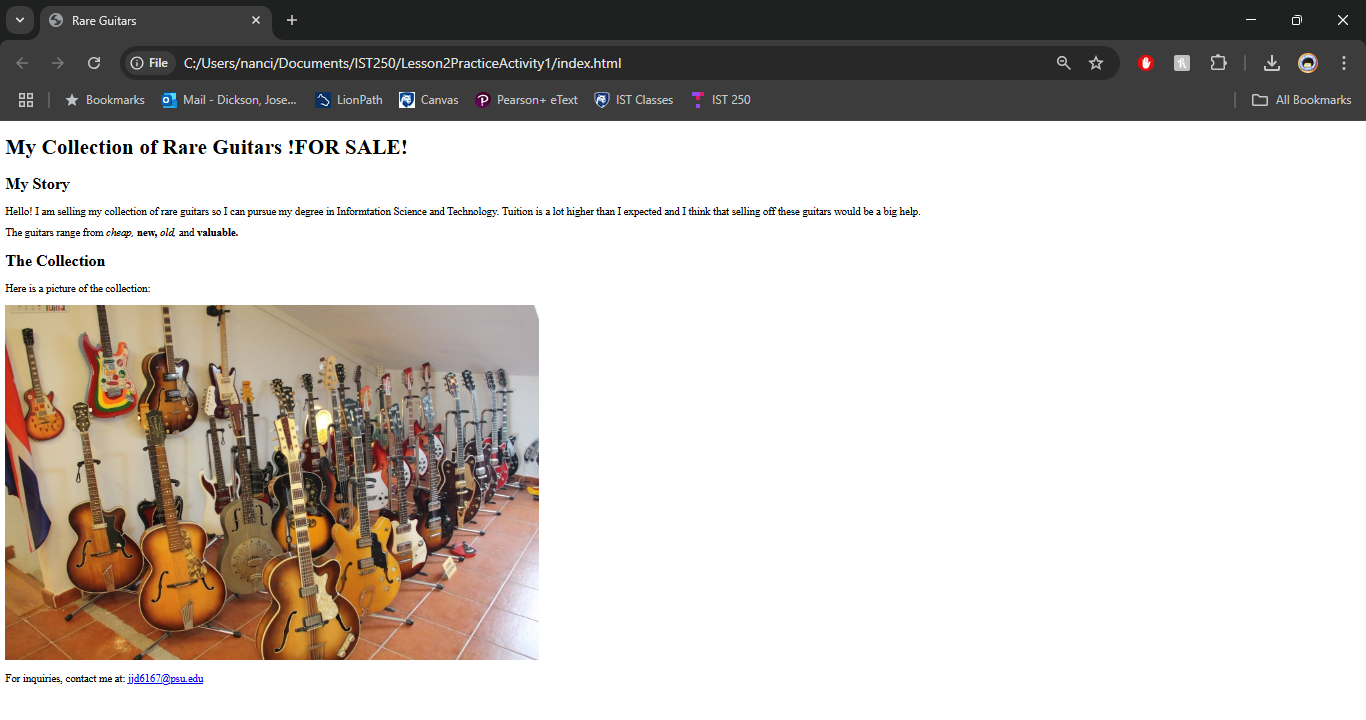 Rare Guitars
File
C:/Users/nanci/Documents/IST250/Lesson2PracticeActivity1/index.html
Bookmarks
Mail - Dickson, Jose...
LionPath
Canvas
Pearson+ eText
IST Classes
IST 250
All Bookmarks
My Collection of Rare Guitars !FOR SALE!
My Story
Hello! I am selling my collection of rare guitars so I can pursue my degree in Informtation Science and Technology. Tuition is a lot higher than I expected and I think that selling off these guitars would be a big help.
The guitars range from cheap, new, old, and valuable.
The Collection
Here is a picture of the collection:
For inquiries, contact me at: jjd6167@psu.edu